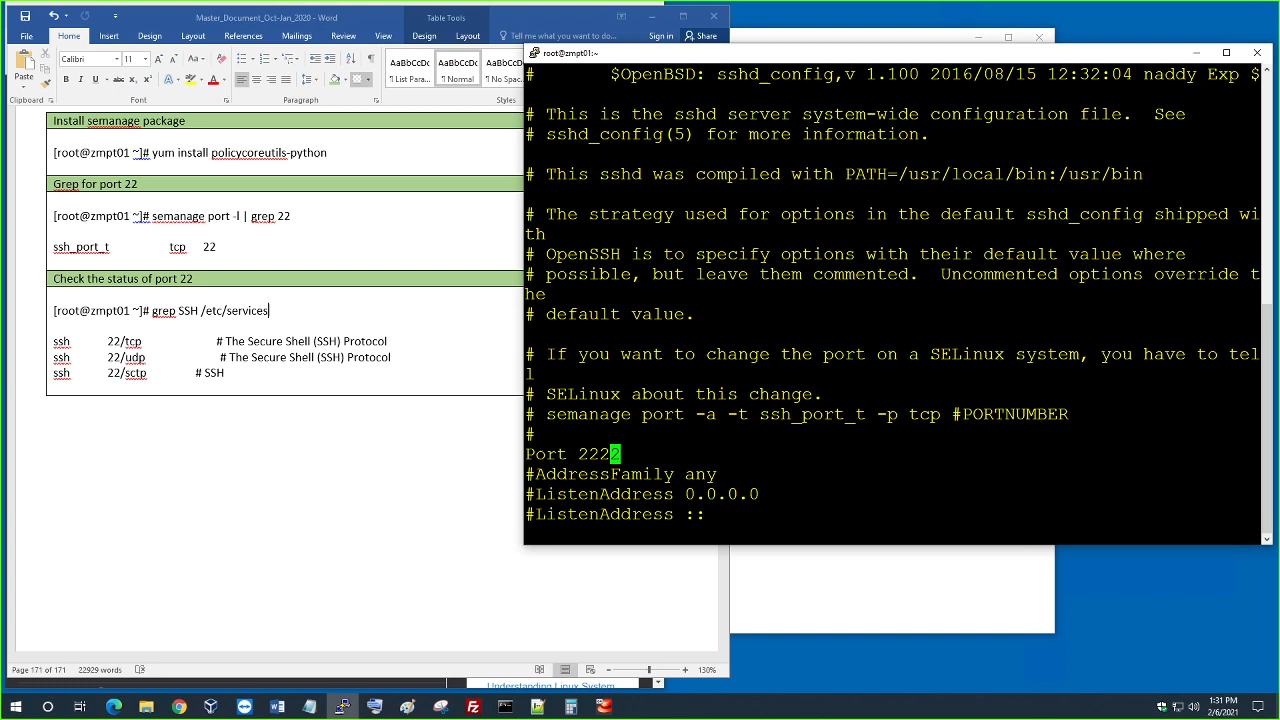 Master_Document_Oct-Jan_2020 - Word
Table Tools
File Home Insert Design Layout References Mailings Review View Design Layout Tell me what you want to do... Sign in Share
Paste
Calibri 11
AaBbCcDc AaBbCcDc AaBbCcDc
¶ List Para... ¶ Normal
Clipboard Font Paragraph Styles
Install semanage package
[root@zmpt01 ~]# yum install policycoreutils-python
Grep for port 22
[root@zmpt01 ~]# semanage port -l | grep 22
ssh_port_t tcp 22
Check the status of port 22
[root@zmpt01 ~]# grep SSH /etc/services
ssh 22/tcp # The Secure Shell (SSH) Protocol
ssh 22/udp # The Secure Shell (SSH) Protocol
ssh 22/sctp # SSH
Page 171 of 171 22929 words 130%
Understanding Linux System
root@zmpt01:~
# $OpenBSD: sshd_config,v 1.100 2016/08/15 12:32:04 naddy Exp $
# This is the sshd server system-wide configuration file. See
# sshd_config(5) for more information.
# This sshd was compiled with PATH=/usr/local/bin:/usr/bin
# The strategy used for options in the default sshd_config shipped wi
th
# OpenSSH is to specify options with their default value where
# possible, but leave them commented. Uncommented options override t
he
# default value.
# If you want to change the port on a SELinux system, you have to tel
l
# SELinux about this change.
# semanage port -a -t ssh_port_t -p tcp #PORTNUMBER
#
Port 2222
#AddressFamily any
#ListenAddress 0.0.0.0
#ListenAddress ::
1:31 PM
2/6/2021